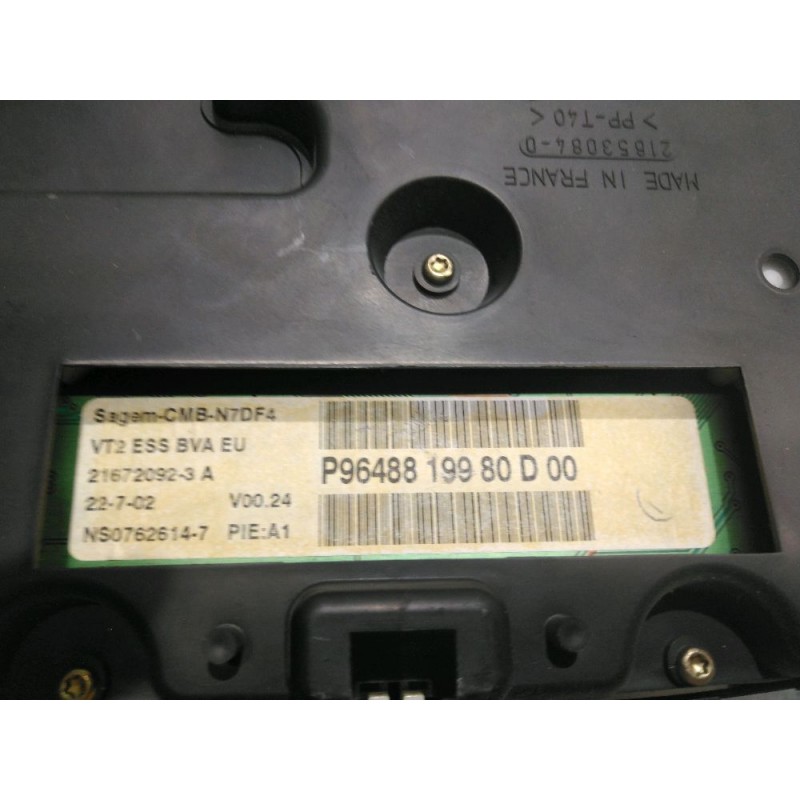 MADE IN FRANCE
21653084-0
>PP-T40<
Sagem-CMB-N7DF4
VT2 ESS BVA EU
21672092-3 A
22-7-02 V00.24
NS0762614-7 PIE:A1
P96488 199 80 D 00